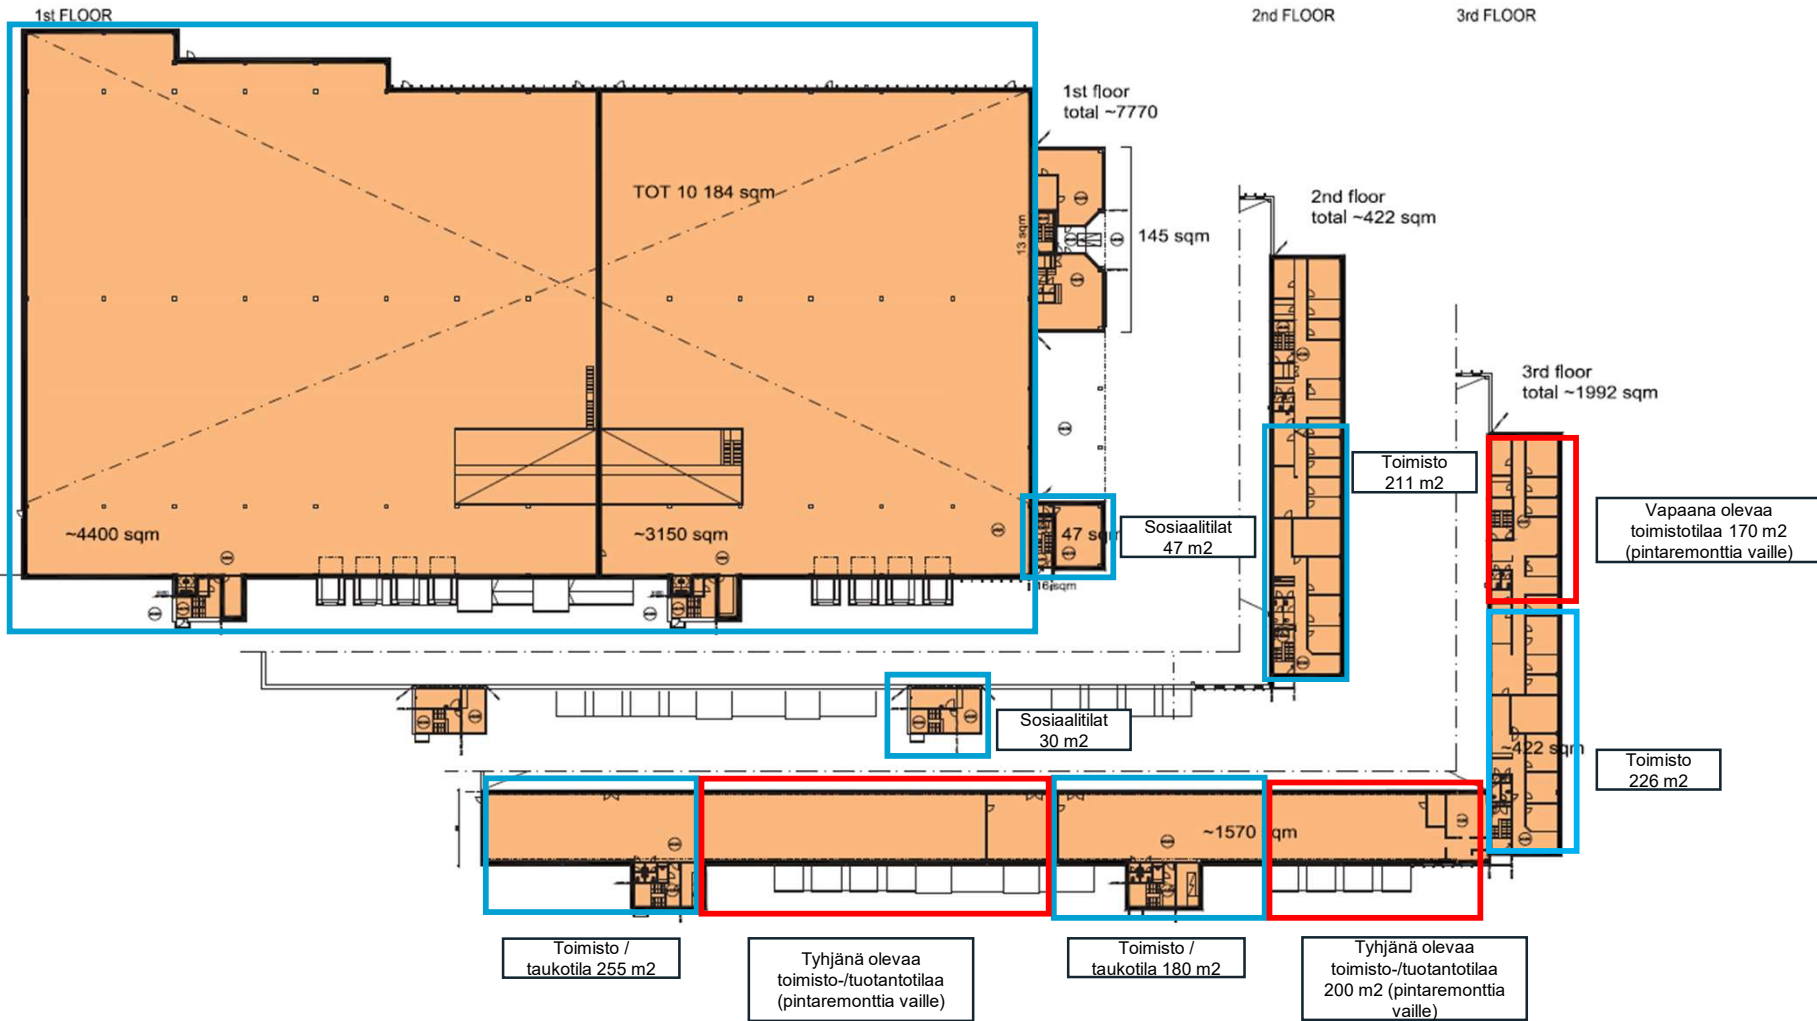 1st FLOOR
2nd FLOOR
3rd FLOOR
1st floor
total ~7770
TOT 10 184 sqm
13 sqm
145 sqm
2nd floor
total ~422 sqm
3rd floor
total ~1992 sqm
Toimisto
211 m2
Vapaana olevaa
toimistotilaa 170 m2
(pintaremonttia vaille)
~4400 sqm
~3150 sqm
47 sqm
Sosiaalitilat
47 m2
16 sqm
Sosiaalitilat
30 m2
~422 sqm
Toimisto
226 m2
~1570 sqm
Toimisto /
taukotila 255 m2
Tyhjänä olevaa
toimisto-/tuotantotilaa
(pintaremonttia vaille)
Toimisto /
taukotila 180 m2
Tyhjänä olevaa
toimisto-/tuotantotilaa
200 m2 (pintaremonttia
vaille)